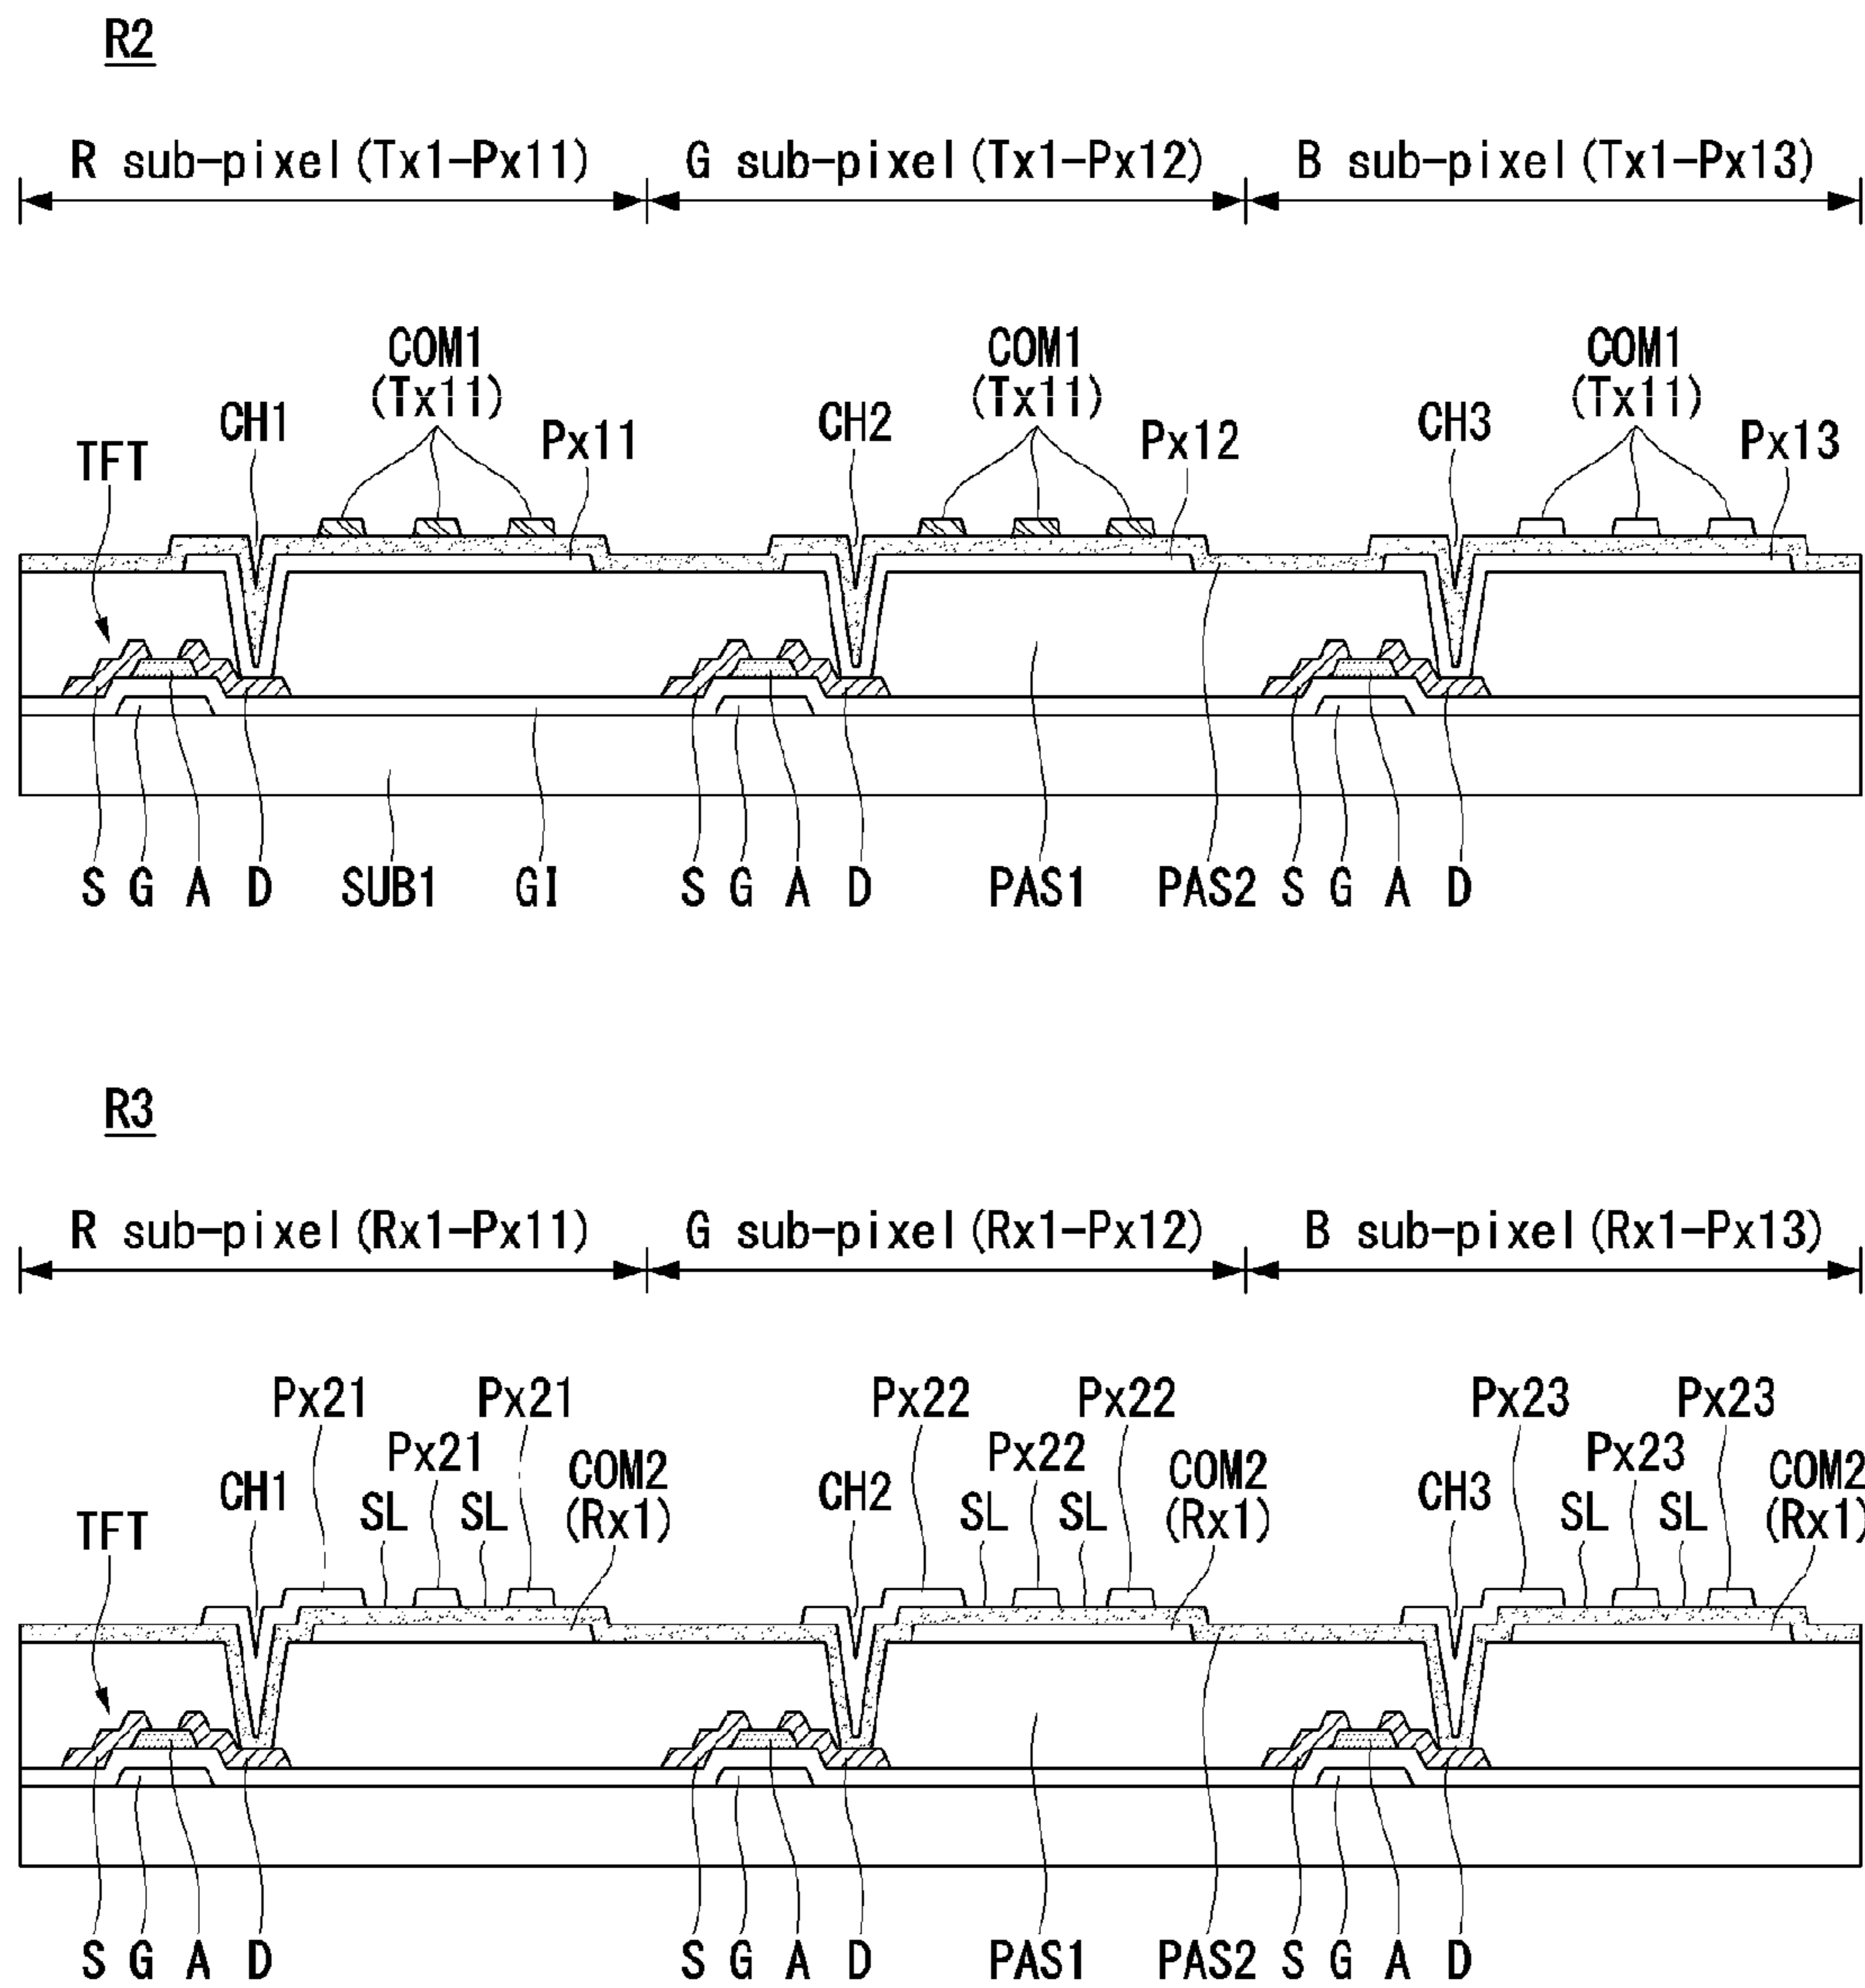 R2
R sub-pixel(Tx1-Px11) G sub-pixel(Tx1-Px12) B sub-pixel(Tx1-Px13)
COM1 COM1 COM1
(Tx11) (Tx11) (Tx11)
TFT CH1 Px11 CH2 Px12 CH3 Px13
S G A D SUB1 GI S G A D PAS1 PAS2 S G A D
R3
R sub-pixel(Rx1-Px11) G sub-pixel(Rx1-Px12) B sub-pixel(Rx1-Px13)
Px21 Px21 Px22 Px22 Px23 Px23
Px21 COM2 Px22 COM2 Px23 COM2
CH1 SL SL (Rx1) CH2 SL SL (Rx1) CH3 SL SL (Rx1)
TFT
S G A D S G A D PAS1 PAS2 S G A D